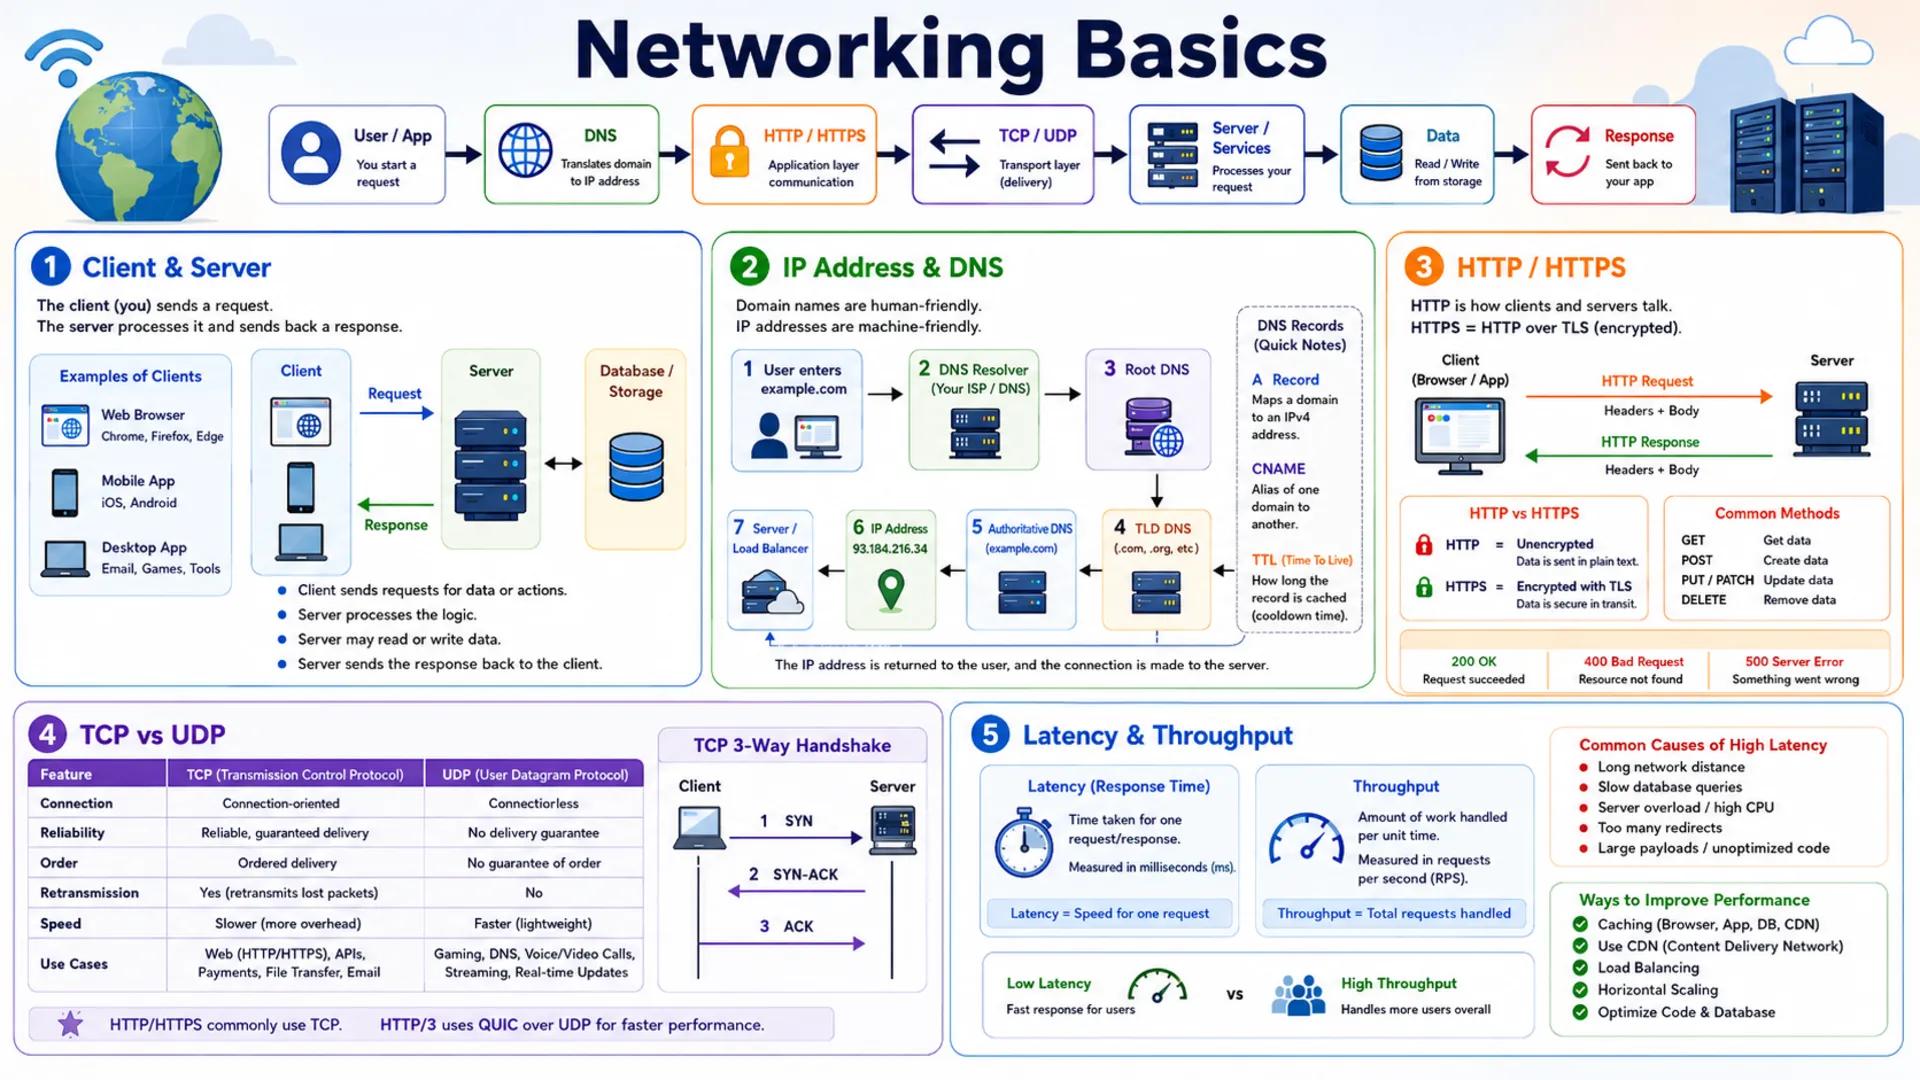 Networking Basics
User / App
You start a
request
DNS
Translates domain
to IP address
HTTP / HTTPS
Application layer
communication
TCP / UDP
Transport layer
(delivery)
Server /
Services
Processes your
request
Data
Read / Write
from storage
Response
Sent back to
your app
1 Client & Server
The client (you) sends a request.
The server processes it and sends back a response.
Examples of Clients
Web Browser
Chrome, Firefox, Edge
Mobile App
iOS, Android
Desktop App
Email, Games, Tools
Client
Request
Response
Server
Database /
Storage
Client sends requests for data or actions.
Server processes the logic.
Server may read or write data.
Server sends the response back to the client.
2 IP Address & DNS
Domain names are human-friendly.
IP addresses are machine-friendly.
1 User enters
example.com
2 DNS Resolver
(Your ISP / DNS)
3 Root DNS
4 TLD DNS
(.com, .org, etc)
5 Authoritative DNS
(example.com)
6 IP Address
93.184.216.34
7 Server /
Load Balancer
The IP address is returned to the user, and the connection is made to the server.
DNS Records
(Quick Notes)
A Record
Maps a domain
to an IPv4
address.
CNAME
Alias of one
domain to
another.
TTL (Time To Live)
How long the
record is cached
(cooldown time).
3 HTTP / HTTPS
HTTP is how clients and servers talk.
HTTPS = HTTP over TLS (encrypted).
Client
(Browser / App)
HTTP Request
Headers + Body
HTTP Response
Headers + Body
Server
HTTP vs HTTPS
HTTP = Unencrypted
Data is sent in plain text.
HTTPS = Encrypted with TLS
Data is secure in transit.
Common Methods
GET Get data
POST Create data
PUT / PATCH Update data
DELETE Remove data
200 OK
Request succeeded
400 Bad Request
Resource not found
500 Server Error
Something went wrong
4 TCP vs UDP
Feature TCP (Transmission Control Protocol) UDP (User Datagram Protocol)
Connection Connection-oriented Connectiorless
Reliability Reliable, guaranteed delivery No delivery guarantee
Order Ordered delivery No guarantee of order
Retransmission Yes (retransmits lost packets) No
Speed Slower (more overhead) Faster (lightweight)
Use Cases Web (HTTP/HTTPS), APIs, Payments, File Transfer, Email Gaming, DNS, Voice/Video Calls, Streaming, Real-time Updates
TCP 3-Way Handshake
Client
Server
1 SYN
2 SYN-ACK
3 ACK
HTTP/HTTPS commonly use TCP. HTTP/3 uses QUIC over UDP for faster performance.
5 Latency & Throughput
Latency (Response Time)
Time taken for one
request/response.
Measured in milliseconds (ms).
Latency = Speed for one request
Throughput
Amount of work handled
per unit time.
Measured in requests
per second (RPS).
Throughput = Total requests handled
Low Latency
Fast response for users
vs
High Throughput
Handles more users overall
Common Causes of High Latency
Long network distance
Slow database queries
Server overload / high CPU
Too many redirects
Large payloads / unoptimized code
Ways to Improve Performance
Caching (Browser, App, DB, CDN)
Use CDN (Content Delivery Network)
Load Balancing
Horizontal Scaling
Optimize Code & Database